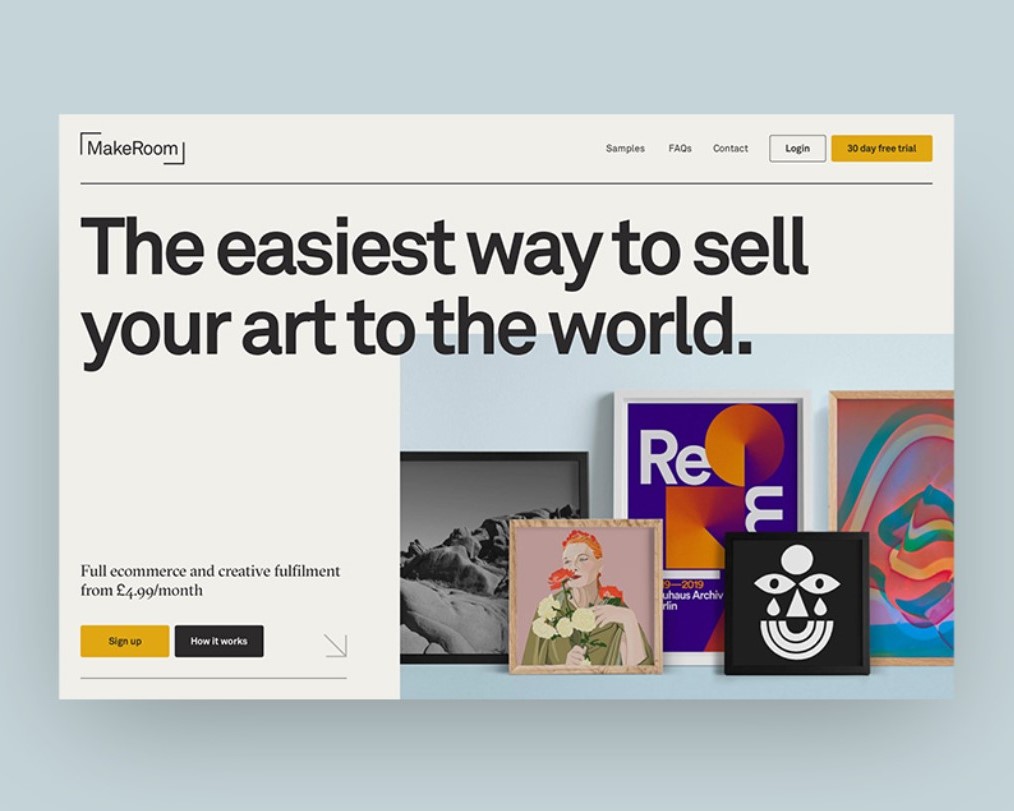 MakeRoom
Samples
FAQs
Contact
Login
30 day free trial
The easiest way to sell
your art to the world.
Re
m
19—2019
uhaus Archiv
rlin
Full ecommerce and creative fulfilment
from £4.99/month
Sign up
How it works